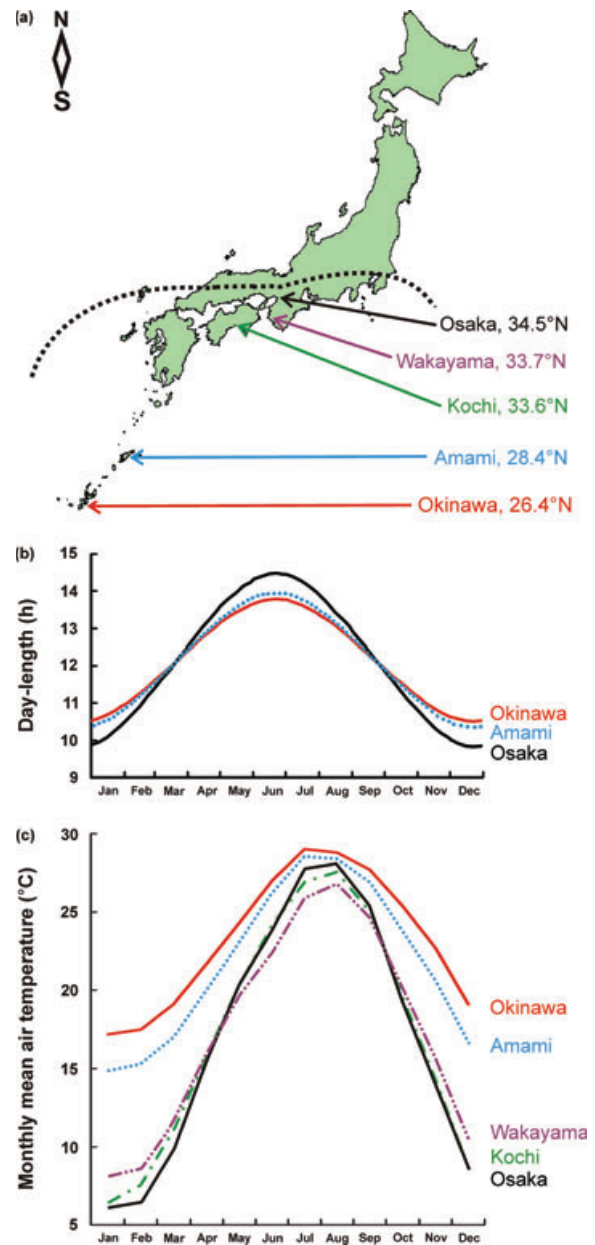 (a)
N
S
Osaka, 34.5°N
Wakayama, 33.7°N
Kochi, 33.6°N
Amami, 28.4°N
Okinawa, 26.4°N
(b)
Day-length (h)
15
14
13
12
11
10
9
Okinawa
Amami
Osaka
Jan Feb Mar Apr May Jun Jul Aug Sep Oct Nov Dec
(c)
Monthly mean air temperature (°C)
30
25
20
15
10
5
Okinawa
Amami
Wakayama
Kochi
Osaka
Jan Feb Mar Apr May Jun Jul Aug Sep Oct Nov Dec